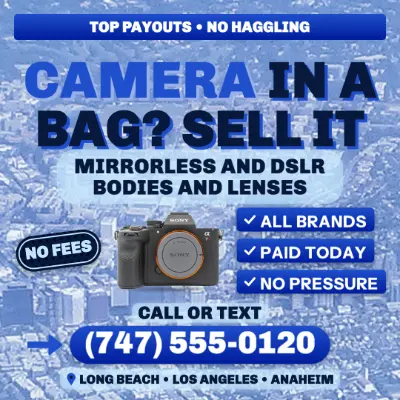 TOP PAYOUTS • NO HAGGLING
CAMERA IN A
BAG? SELL IT
MIRRORLESS AND DSLR
BODIES AND LENSES
NO FEES
SONY
α
SONY
✓ ALL BRANDS
✓ PAID TODAY
✓ NO PRESSURE
CALL OR TEXT
(747) 555-0120
LONG BEACH • LOS ANGELES • ANAHEIM